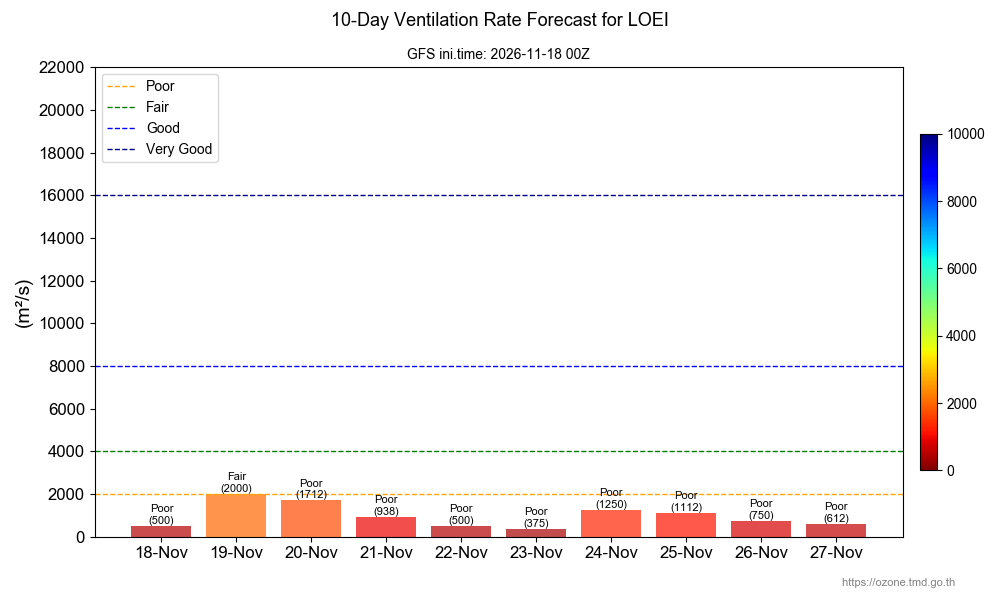 10-Day Ventilation Rate Forecast for LOEI
GFS ini.time: 2026-11-18 00Z
22000
20000
18000
16000
14000
12000
10000
8000
6000
4000
2000
0
(m²/s)
Poor
Fair
Good
Very Good
Poor
(500)
Fair
(2000)
Poor
(1712)
Poor
(938)
Poor
(500)
Poor
(375)
Poor
(1250)
Poor
(1112)
Poor
(750)
Poor
(612)
18-Nov 19-Nov 20-Nov 21-Nov 22-Nov 23-Nov 24-Nov 25-Nov 26-Nov 27-Nov
10000
8000
6000
4000
2000
0
https://ozone.tmd.go.th